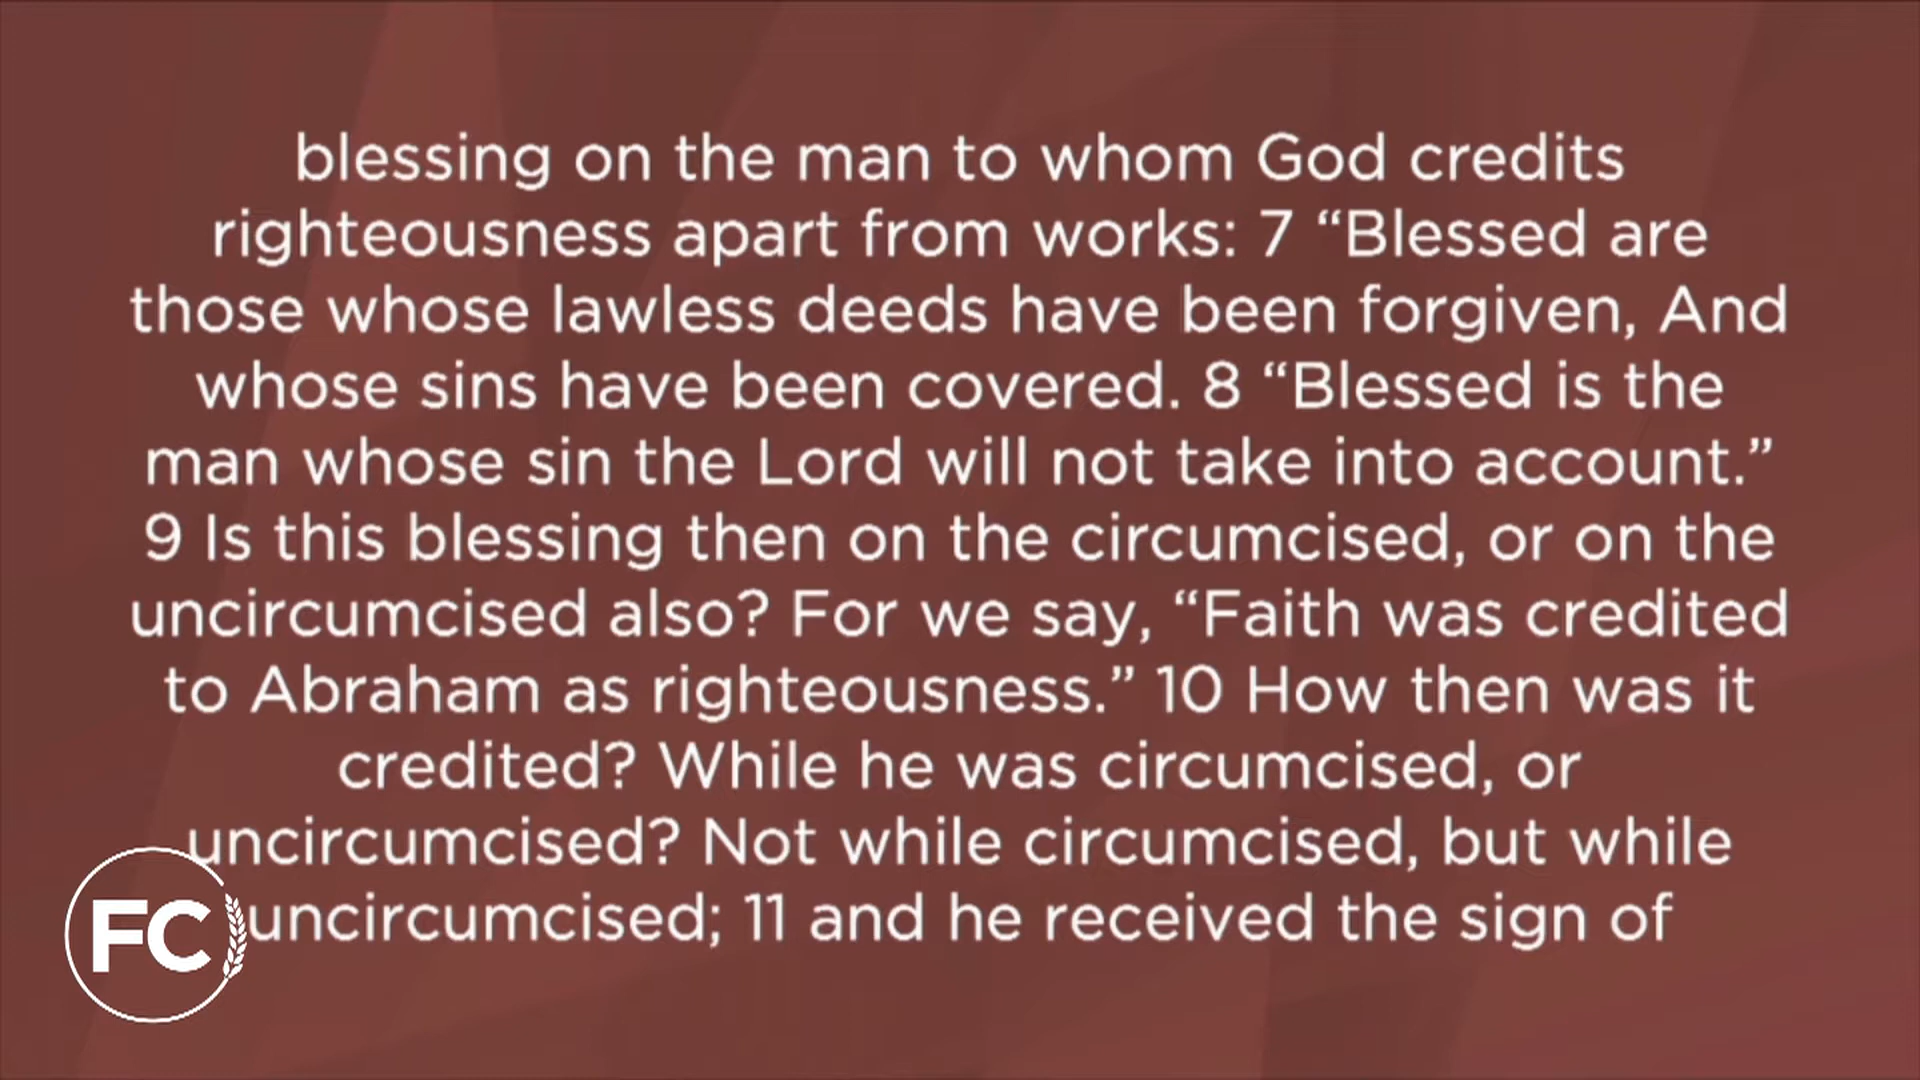 blessing on the man to whom God credits
righteousness apart from works: 7 “Blessed are
those whose lawless deeds have been forgiven, And
whose sins have been covered. 8 “Blessed is the
man whose sin the Lord will not take into account.”
9 Is this blessing then on the circumcised, or on the
uncircumcised also? For we say, “Faith was credited
to Abraham as righteousness.” 10 How then was it
credited? While he was circumcised, or
uncircumcised? Not while circumcised, but while
uncircumcised; 11 and he received the sign of
FC